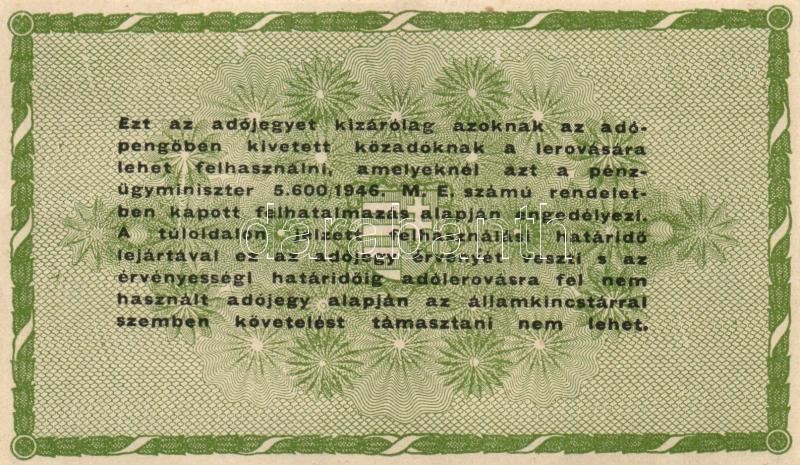 Ezt az adójegyet kizárólag azoknak az adó-
pengőben kivetett közadóknak a lerovására
lehet felhasználni, amelyeknél azt a pénz-
ügyminiszter 5.600/1946. M. E. számú rendelet-
ben kapott felhatalmazás alapján engedélyezi.
A túloldalon jelzett felhasználási határidő
lejártával ez az adójegy érvényét veszti s az
érvényességi határidőig adólerovásra fel nem
használt adójegy alapján az államkincstárral
szemben követelést támasztani nem lehet.
darabanth